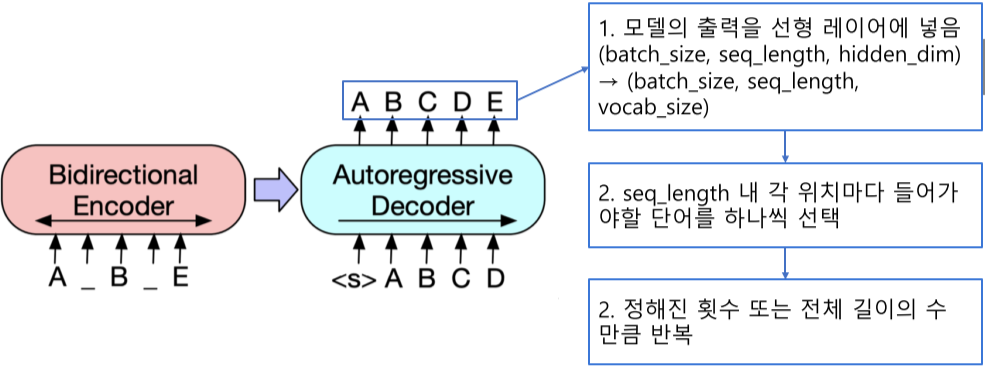 A B C D E
Bidirectional
Encoder
Autoregressive
Decoder
A _ B _ E
<s> A B C D
1. 모델의 출력을 선형 레이어에 넣음
(batch_size, seq_length, hidden_dim)
→ (batch_size, seq_length,
vocab_size)
2. seq_length 내 각 위치마다 들어가
야할 단어를 하나씩 선택
2. 정해진 횟수 또는 전체 길이의 수
만큼 반복